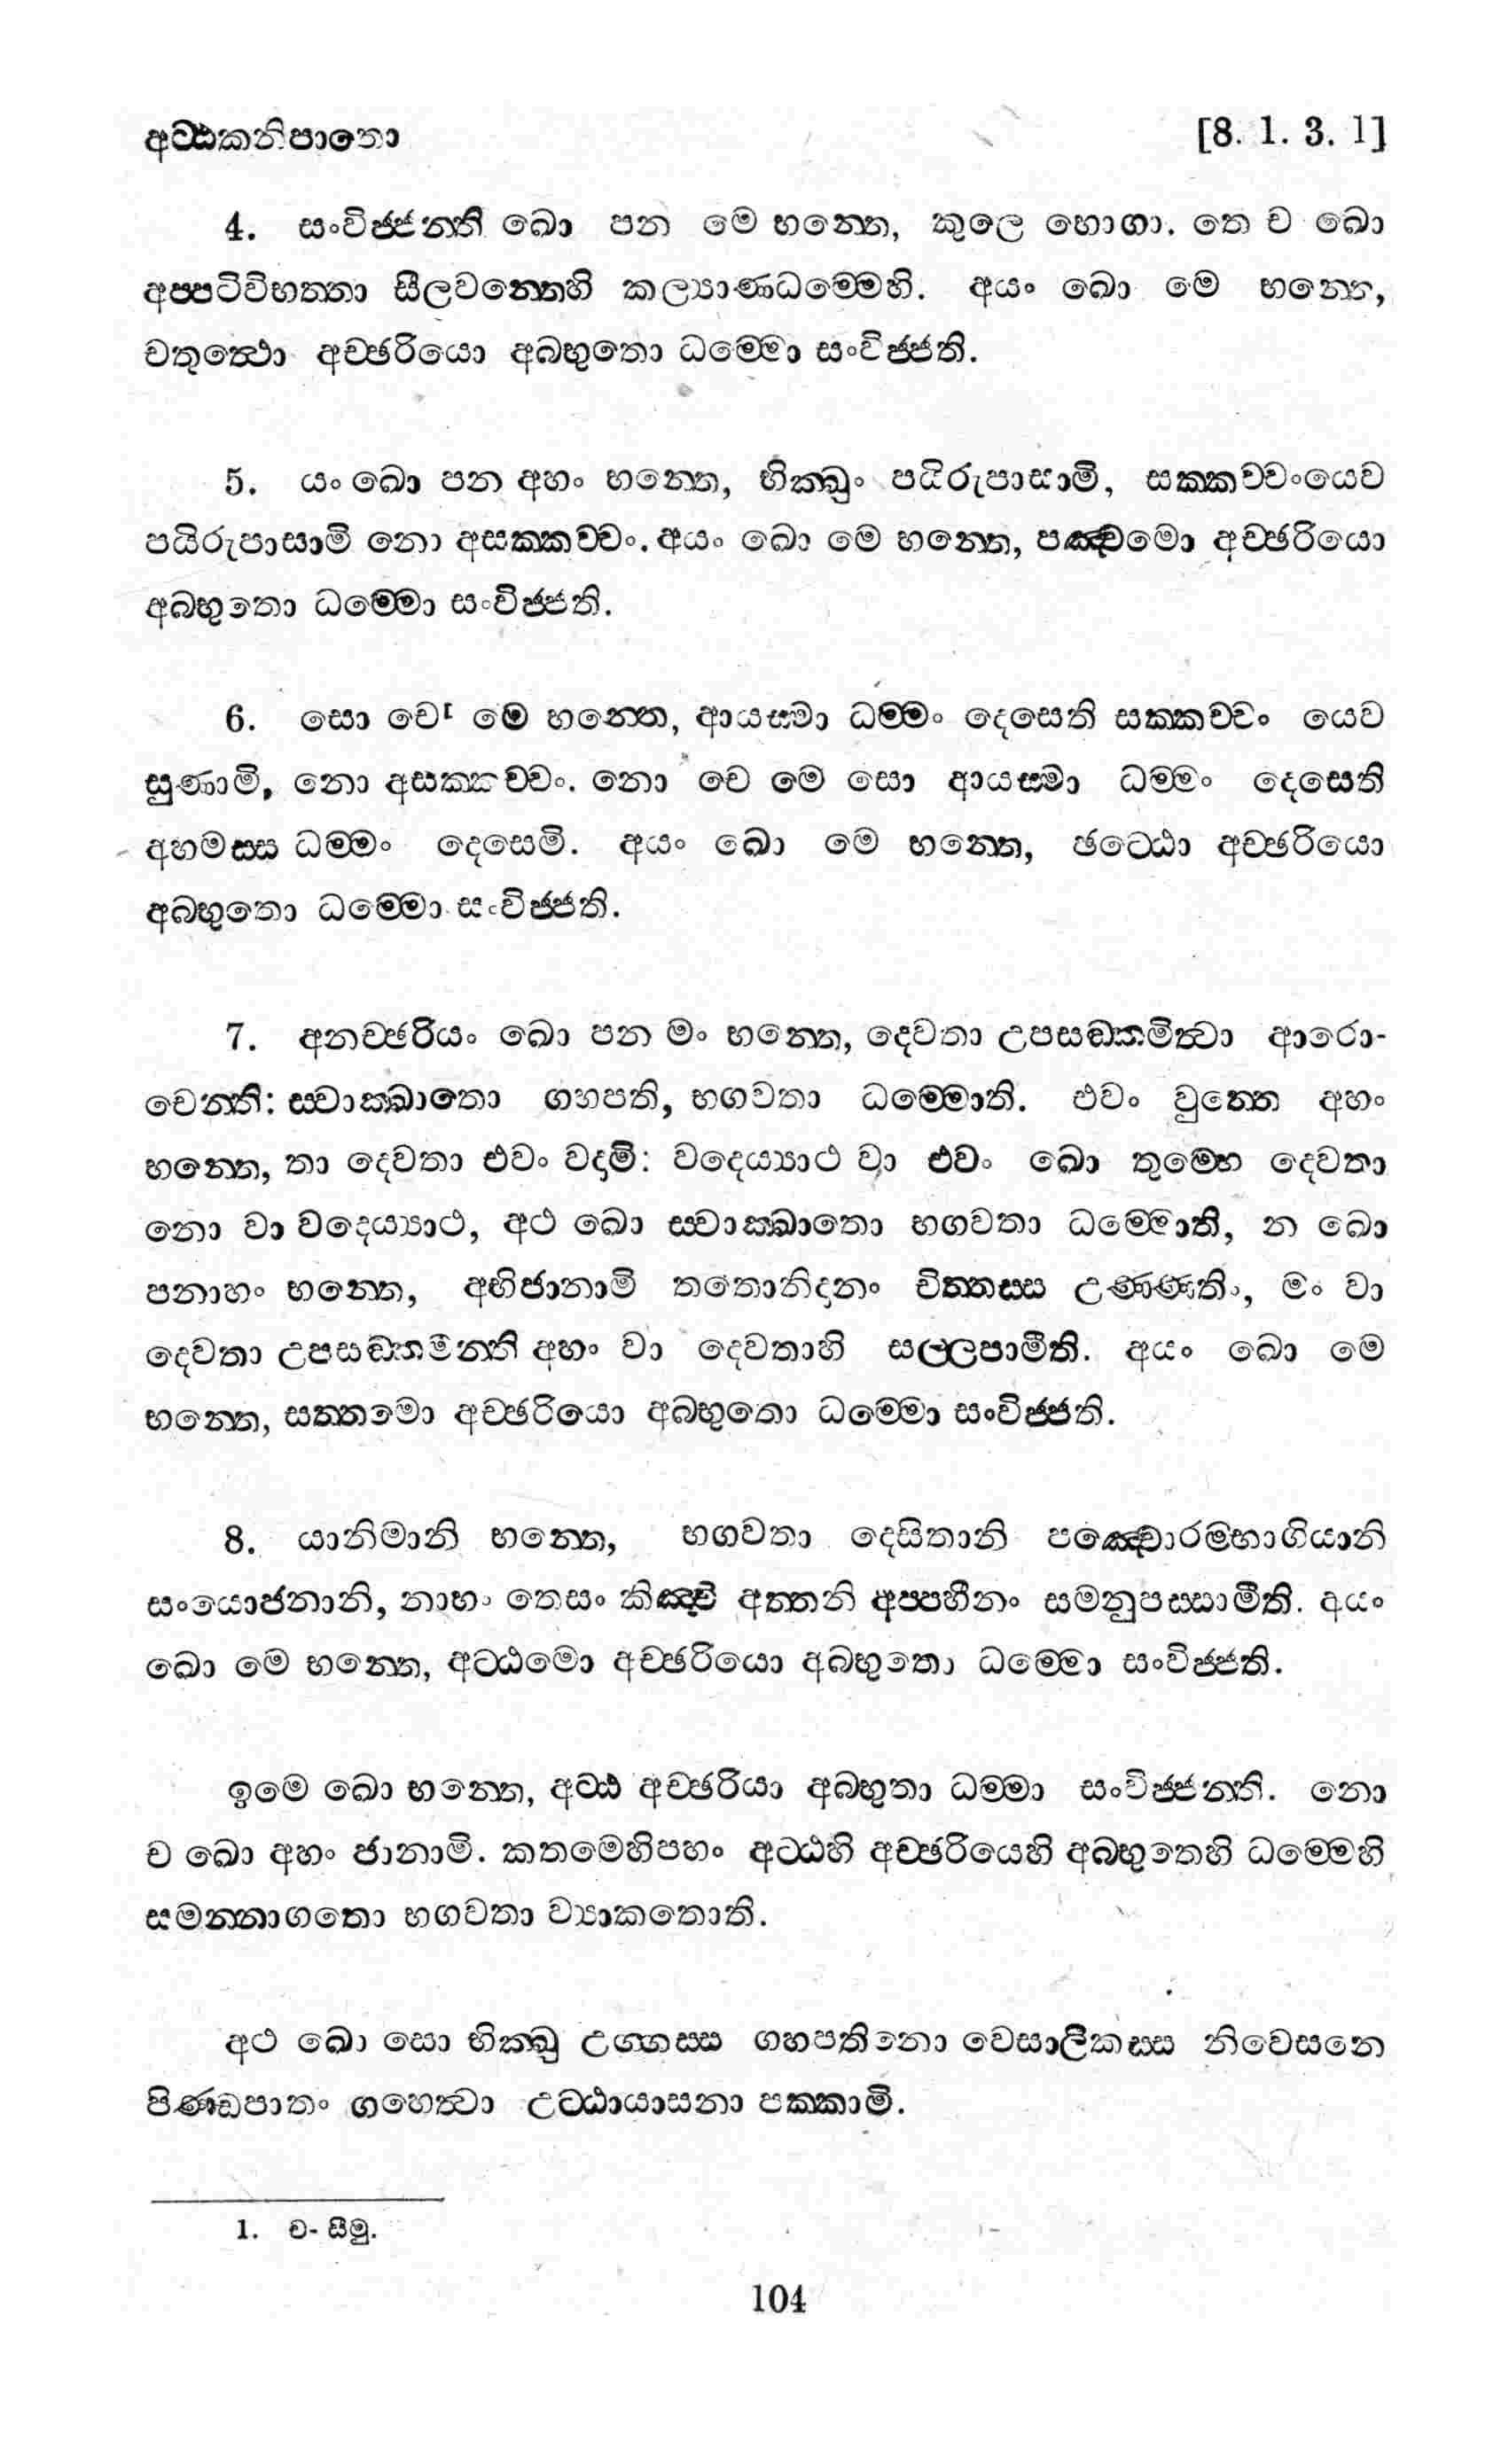 අට්ඨකනිපාතො [8. 1. 3. 1]
4. සංවිජ්ජන්ති ඛො පන මෙ භන්තෙ, කුලෙ භොගා. තෙ ච ඛො
අප්පටිවිභත්තා සීලවන්තෙහි කල්‍යාණධම්මෙහි. අයං ඛො මෙ භන්තෙ,
චතුත්ථො අච්ඡරියො අබ්භුතො ධම්මො සංවිජ්ජති.
5. යං ඛො පන අහං භන්තෙ, භික්ඛුං පයිරුපාසාමි, සක්කච්චංයෙව
පයිරුපාසාමි නො අසක්කච්චං. අයං ඛො මෙ භන්තෙ, පඤ්චමො අච්ඡරියො
අබ්භුතො ධම්මො සංවිජ්ජති.
6. සො චෙ1 මෙ භන්තෙ, ආයස්මා ධම්මං දෙසෙති සක්කච්චං යෙව
සුණාමි, නො අසක්කච්චං. නො චෙ මෙ සො ආයස්මා ධම්මං දෙසෙති
අහමස්ස ධම්මං දෙසෙමි. අයං ඛො මෙ භන්තෙ, ඡට්ඨො අච්ඡරියො
අබ්භුතො ධම්මො සංවිජ්ජති.
7. අනච්ඡරියං ඛො පන මං භන්තෙ, දෙවතා උපසඞ්කමිත්වා ආරො-
චෙන්ති: ස්වාක්ඛාතො ගහපති, භගවතා ධම්මොති. එවං වුත්තෙ අහං
භන්තෙ, තා දෙවතා එවං වදාමි: වදෙය්‍යාථ වා එවං ඛො තුම්හෙ දෙවතා
නො වා වදෙය්‍යාථ, අථ ඛො ස්වාක්ඛාතො භගවතා ධම්මොති, න ඛො
පනාහං භන්තෙ, අභිජානාමි තතොනිදානං චිත්තස්ස උණ්ණතිං, මං වා
දෙවතා උපසඞ්කමන්ති අහං වා දෙවතාහි සල්ලපාමීති. අයං ඛො මෙ
භන්තෙ, සත්තමො අච්ඡරියො අබ්භුතො ධම්මො සංවිජ්ජති.
8. යානිමානි භන්තෙ, භගවතා දෙසිතානි පඤ්චොරම්භාගියානි
සංයොජනානි, නාහං තෙසං කිඤ්චි අත්තනි අප්පහීනං සමනුපස්සාමීති. අයං
ඛො මෙ භන්තෙ, අට්ඨමො අච්ඡරියො අබ්භුතො ධම්මො සංවිජ්ජති.
ඉමෙ ඛො භන්තෙ, අට්ඨ අච්ඡරියා අබ්භුතා ධම්මා සංවිජ්ජන්ති. නො
ච ඛො අහං ජානාමි. කතමෙහිපහං අට්ඨහි අච්ඡරියෙහි අබ්භුතෙහි ධම්මෙහි
සමන්නාගතො භගවතා ව්‍යාකතොති.
අථ ඛො සො භික්ඛු උග්ගස්ස ගහපතිනො වෙසාලිකස්ස නිවෙසනෙ
පිණ්ඩපාතං ගහෙත්වා උට්ඨායාසනා පක්කාමි.
1. ච- සීමු.
104